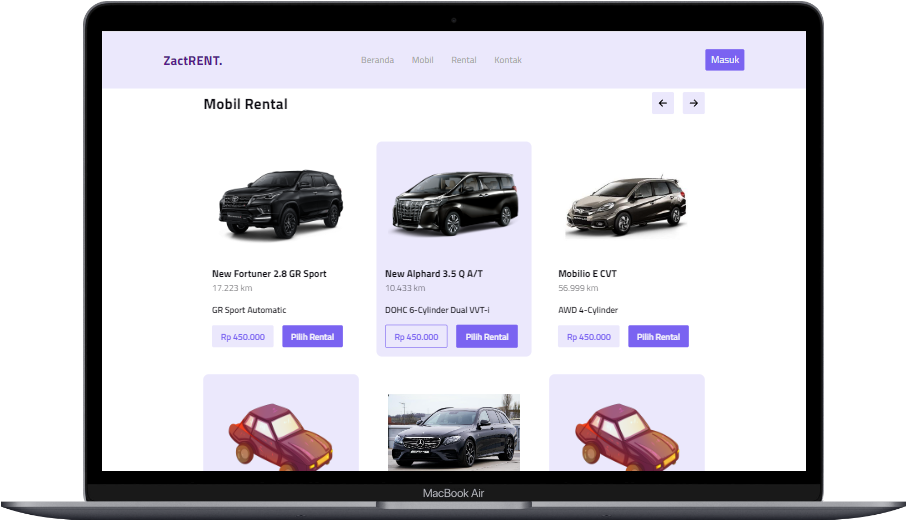 ZactRENT.
Beranda Mobil Rental Kontak
Masuk
Mobil Rental
New Fortuner 2.8 GR Sport
17.223 km
GR Sport Automatic
Rp 450.000 Pilih Rental
New Alphard 3.5 Q A/T
10.433 km
DOHC 6-Cylinder Dual VVT-i
Rp 450.000 Pilih Rental
Mobilio E CVT
56.999 km
AWD 4-Cylinder
Rp 450.000 Pilih Rental
MacBook Air